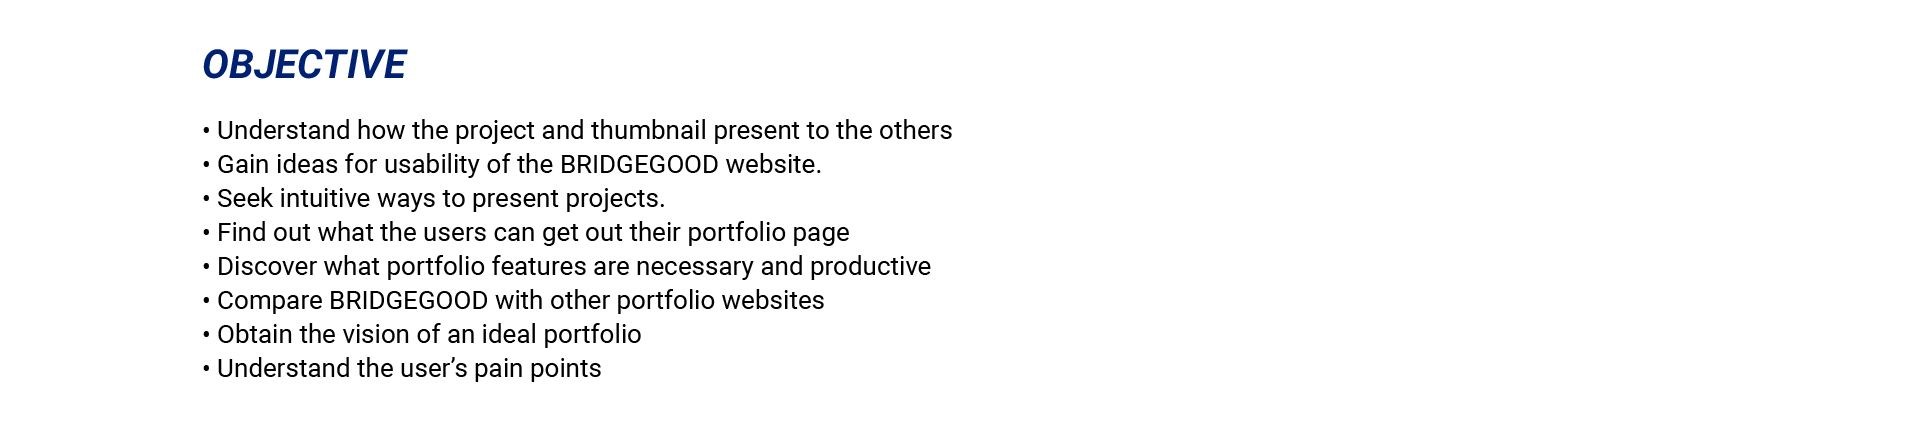 OBJECTIVE
• Understand how the project and thumbnail present to the others
• Gain ideas for usability of the BRIDGEGOOD website.
• Seek intuitive ways to present projects.
• Find out what the users can get out their portfolio page
• Discover what portfolio features are necessary and productive
• Compare BRIDGEGOOD with other portfolio websites
• Obtain the vision of an ideal portfolio
• Understand the user’s pain points